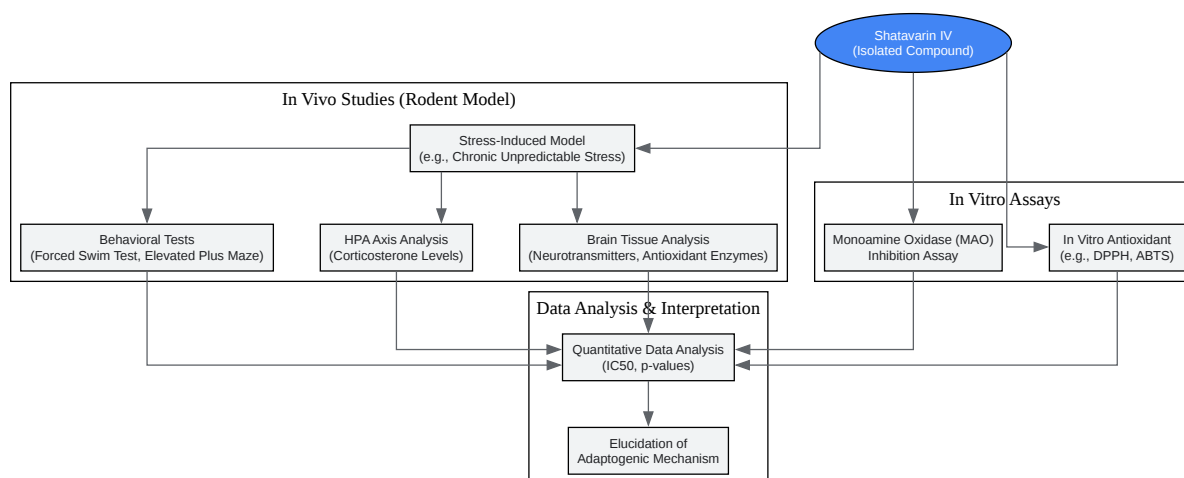 Shatavarin IV
(Isolated Compound)
In Vivo Studies (Rodent Model)
Stress-Induced Model
(e.g., Chronic Unpredictable Stress)
In Vitro Assays
Behavioral Tests
(Forced Swim Test, Elevated Plus Maze)
HPA Axis Analysis
(Corticosterone Levels)
Brain Tissue Analysis
(Neurotransmitters, Antioxidant Enzymes)
Monoamine Oxidase (MAO)
Inhibition Assay
In Vitro Antioxidant
(e.g., DPPH, ABTS)
Data Analysis & Interpretation
Quantitative Data Analysis
(IC50, p-values)
Elucidation of
Adaptogenic Mechanism